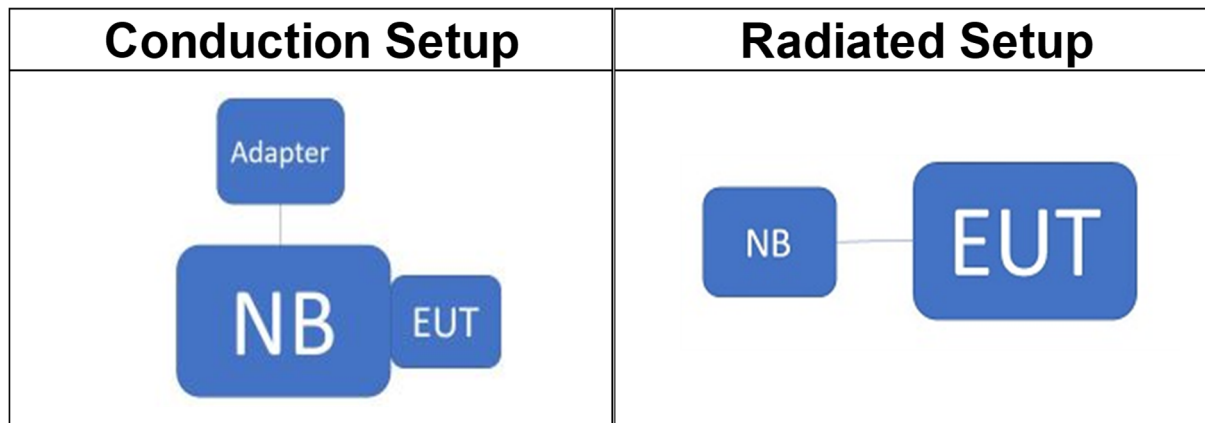 Conduction Setup
Radiated Setup
Adapter
NB
EUT
NB
EUT